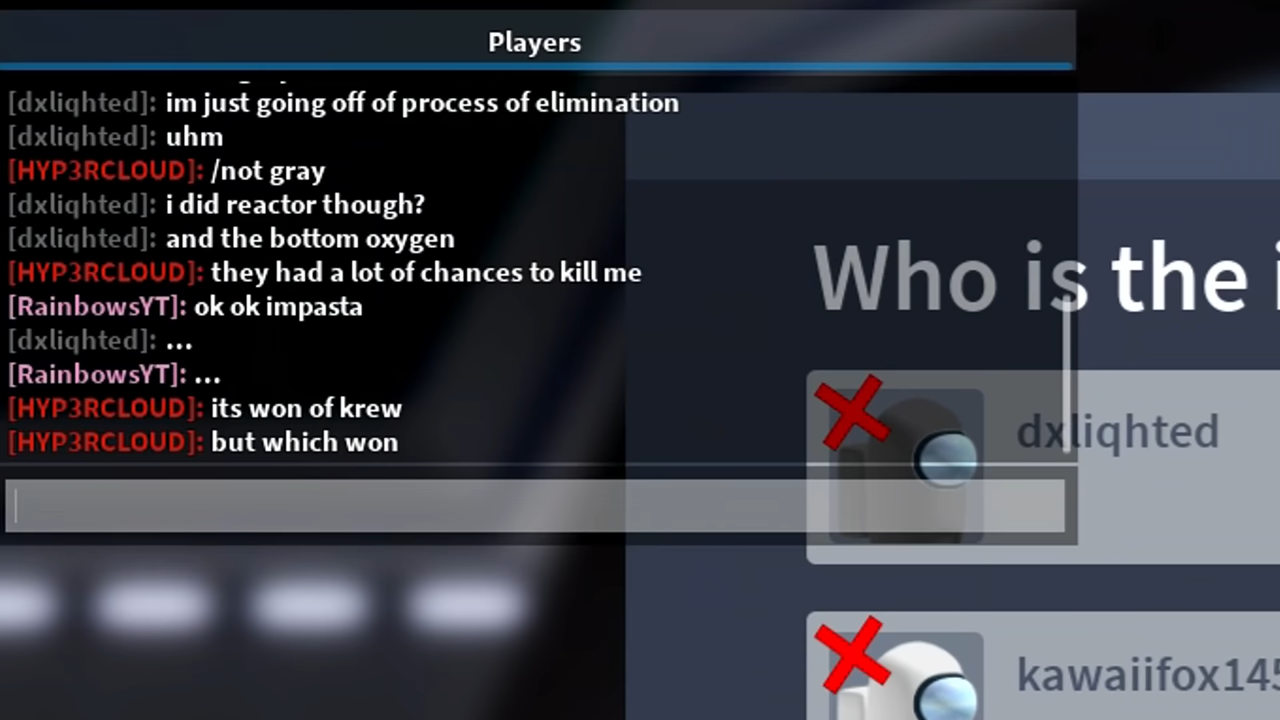 Players
[dxliqhted]: im just going off of process of elimination
[dxliqhted]: uhm
[HYP3RCLOUD]: /not gray
[dxliqhted]: i did reactor though?
[dxliqhted]: and the bottom oxygen
[HYP3RCLOUD]: they had a lot of chances to kill me
[RainbowsYT]: ok ok impasta
[dxliqhted]: ...
[RainbowsYT]: ...
[HYP3RCLOUD]: its won of krew
[HYP3RCLOUD]: but which won
Who is the
dxliqhted
kawaiifox145